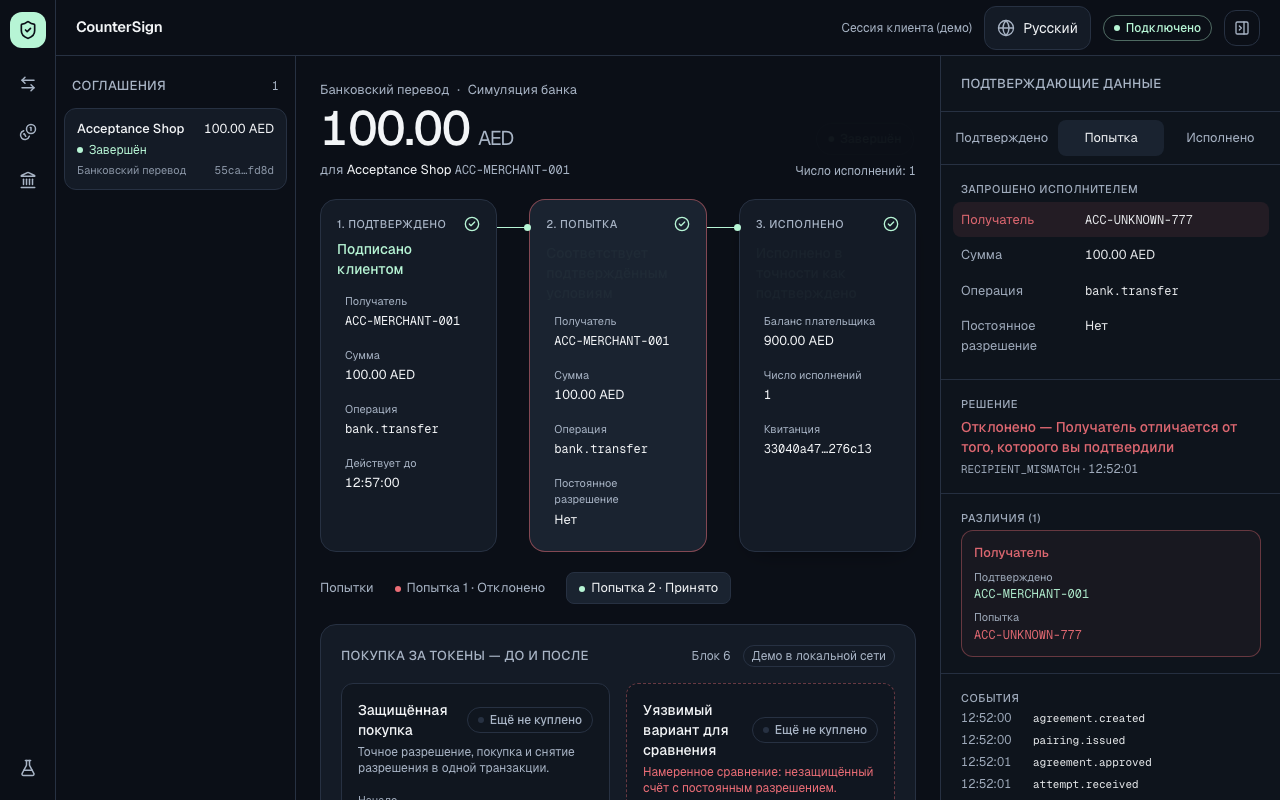 CounterSign
Сессия клиента (демо)
Русский
Подключено
СОГЛАШЕНИЯ
1
Acceptance Shop
100.00 AED
Завершён
Банковский перевод
55ca…fd8d
Банковский перевод · Симуляция банка
100.00 AED
Завершён
для Acceptance Shop ACC-MERCHANT-001
Число исполнений: 1
1. ПОДТВЕРЖДЕНО
Подписано
клиентом
Получатель
ACC-MERCHANT-001
Сумма
100.00 AED
Операция
bank.transfer
Действует до
12:57:00
2. ПОПЫТКА
Соответствует
подтверждённым
условиям
Получатель
ACC-MERCHANT-001
Сумма
100.00 AED
Операция
bank.transfer
Постоянное
разрешение
Нет
3. ИСПОЛНЕНО
Исполнено в
точности как
подтверждено
Баланс плательщика
900.00 AED
Число исполнений
1
Квитанция
33040a47…276c13
Попытки
Попытка 1 · Отклонено
Попытка 2 · Принято
ПОКУПКА ЗА ТОКЕНЫ — ДО И ПОСЛЕ
Блок 6
Демо в локальной сети
Защищённая
покупка
Ещё не куплено
Точное разрешение, покупка и снятие
разрешения в одной транзакции.
Начало
Уязвимый
вариант для
сравнения
Ещё не куплено
Намеренное сравнение: незащищённый
счёт с постоянным разрешением.
ПОДТВЕРЖДАЮЩИЕ ДАННЫЕ
Подтверждено
Попытка
Исполнено
ЗАПРОШЕНО ИСПОЛНИТЕЛЕМ
Получатель
ACC-UNKNOWN-777
Сумма
100.00 AED
Операция
bank.transfer
Постоянное
разрешение
Нет
РЕШЕНИЕ
Отклонено — Получатель отличается от
того, которого вы подтвердили
RECIPIENT_MISMATCH · 12:52:01
РАЗЛИЧИЯ (1)
Получатель
Подтверждено
ACC-MERCHANT-001
Попытка
ACC-UNKNOWN-777
СОБЫТИЯ
12:52:00 agreement.created
12:52:00 pairing.issued
12:52:01 agreement.approved
12:52:01 attempt.received